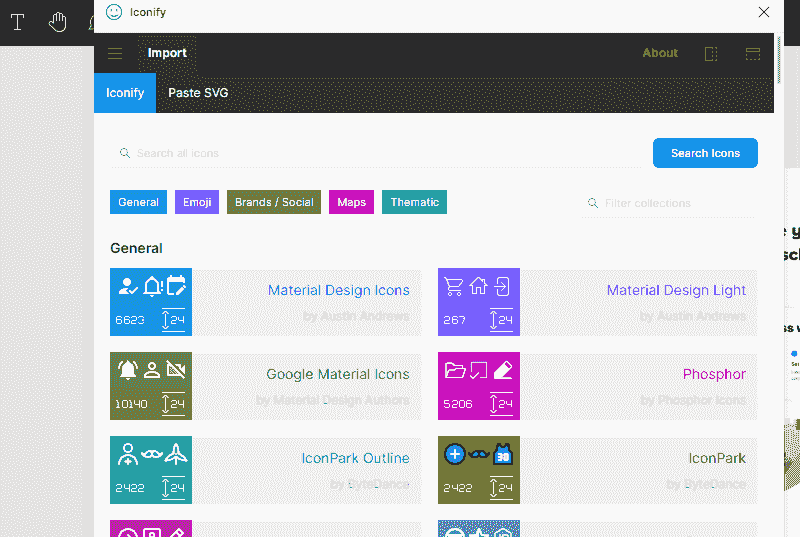 Iconify
Import
About
Iconify
Paste SVG
Search all icons
Search Icons
General
Emoji
Brands / Social
Maps
Thematic
Filter collections
General
Material Design Icons
by Austin Andrews
6623
24
Material Design Light
by Austin Andrews
267
24
Google Material Icons
by Material Design Authors
10140
24
Phosphor
by Phosphor Icons
5206
24
IconPark Outline
by ByteDance
2422
24
IconPark
by ByteDance
2422
24